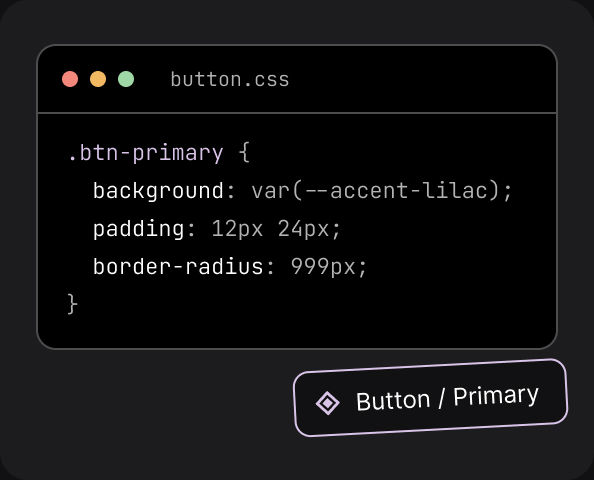 button.css
.btn-primary {
  background: var(--accent-lilac);
  padding: 12px 24px;
  border-radius: 999px;
}
Button / Primary